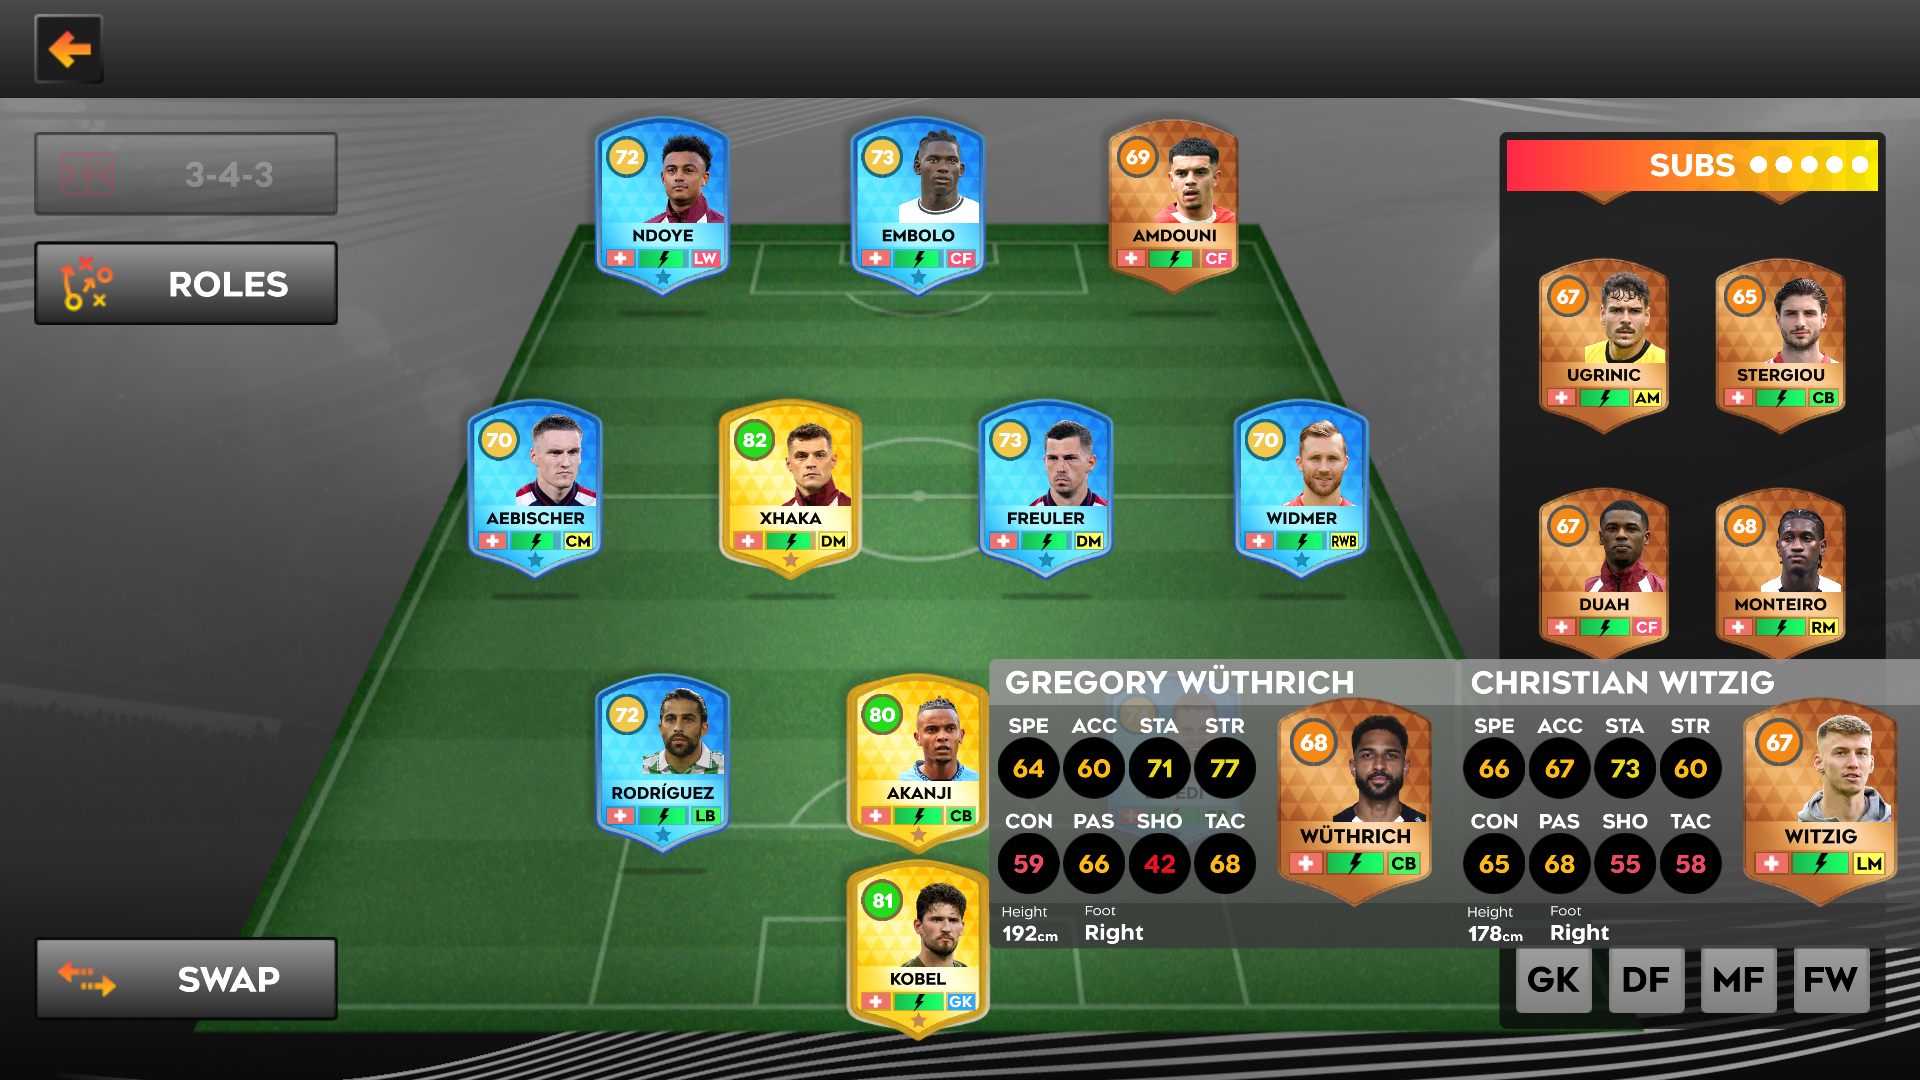 3-4-3
ROLES
SWAP
72
NDOYE
LW
73
EMBOLO
CF
69
AMDOUNI
CF
70
AEBISCHER
CM
82
XHAKA
DM
73
FREULER
DM
70
WIDMER
RWB
72
RODRÍGUEZ
LB
80
AKANJI
CB
81
KOBEL
GK
SUBS
67
UGRINIC
AM
65
STERGIOU
CB
67
DUAH
CF
68
MONTEIRO
RM
GREGORY WÜTHRICH
SPE ACC STA STR
64 60 71 77
CON PAS SHO TAC
59 66 42 68
Height Foot
192cm Right
68
WÜTHRICH
CB
CHRISTIAN WITZIG
SPE ACC STA STR
66 67 73 60
CON PAS SHO TAC
65 68 55 58
Height Foot
178cm Right
67
WITZIG
LM
GK DF MF FW